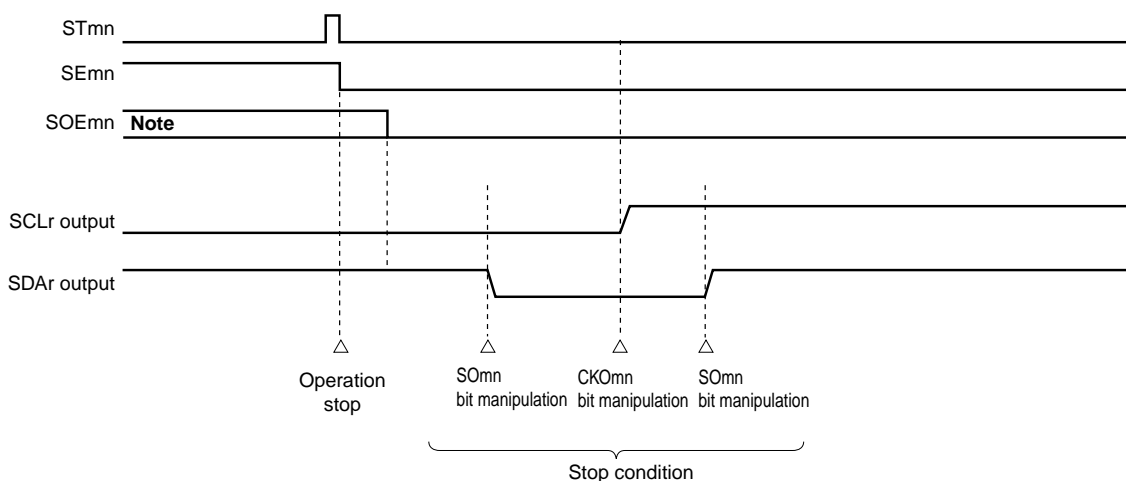 STmn
SEmn
SOEmn Note
SCLr output
SDAr output
Operation
stop
SOmn
bit manipulation
CKOmn
bit manipulation
SOmn
bit manipulation
Stop condition